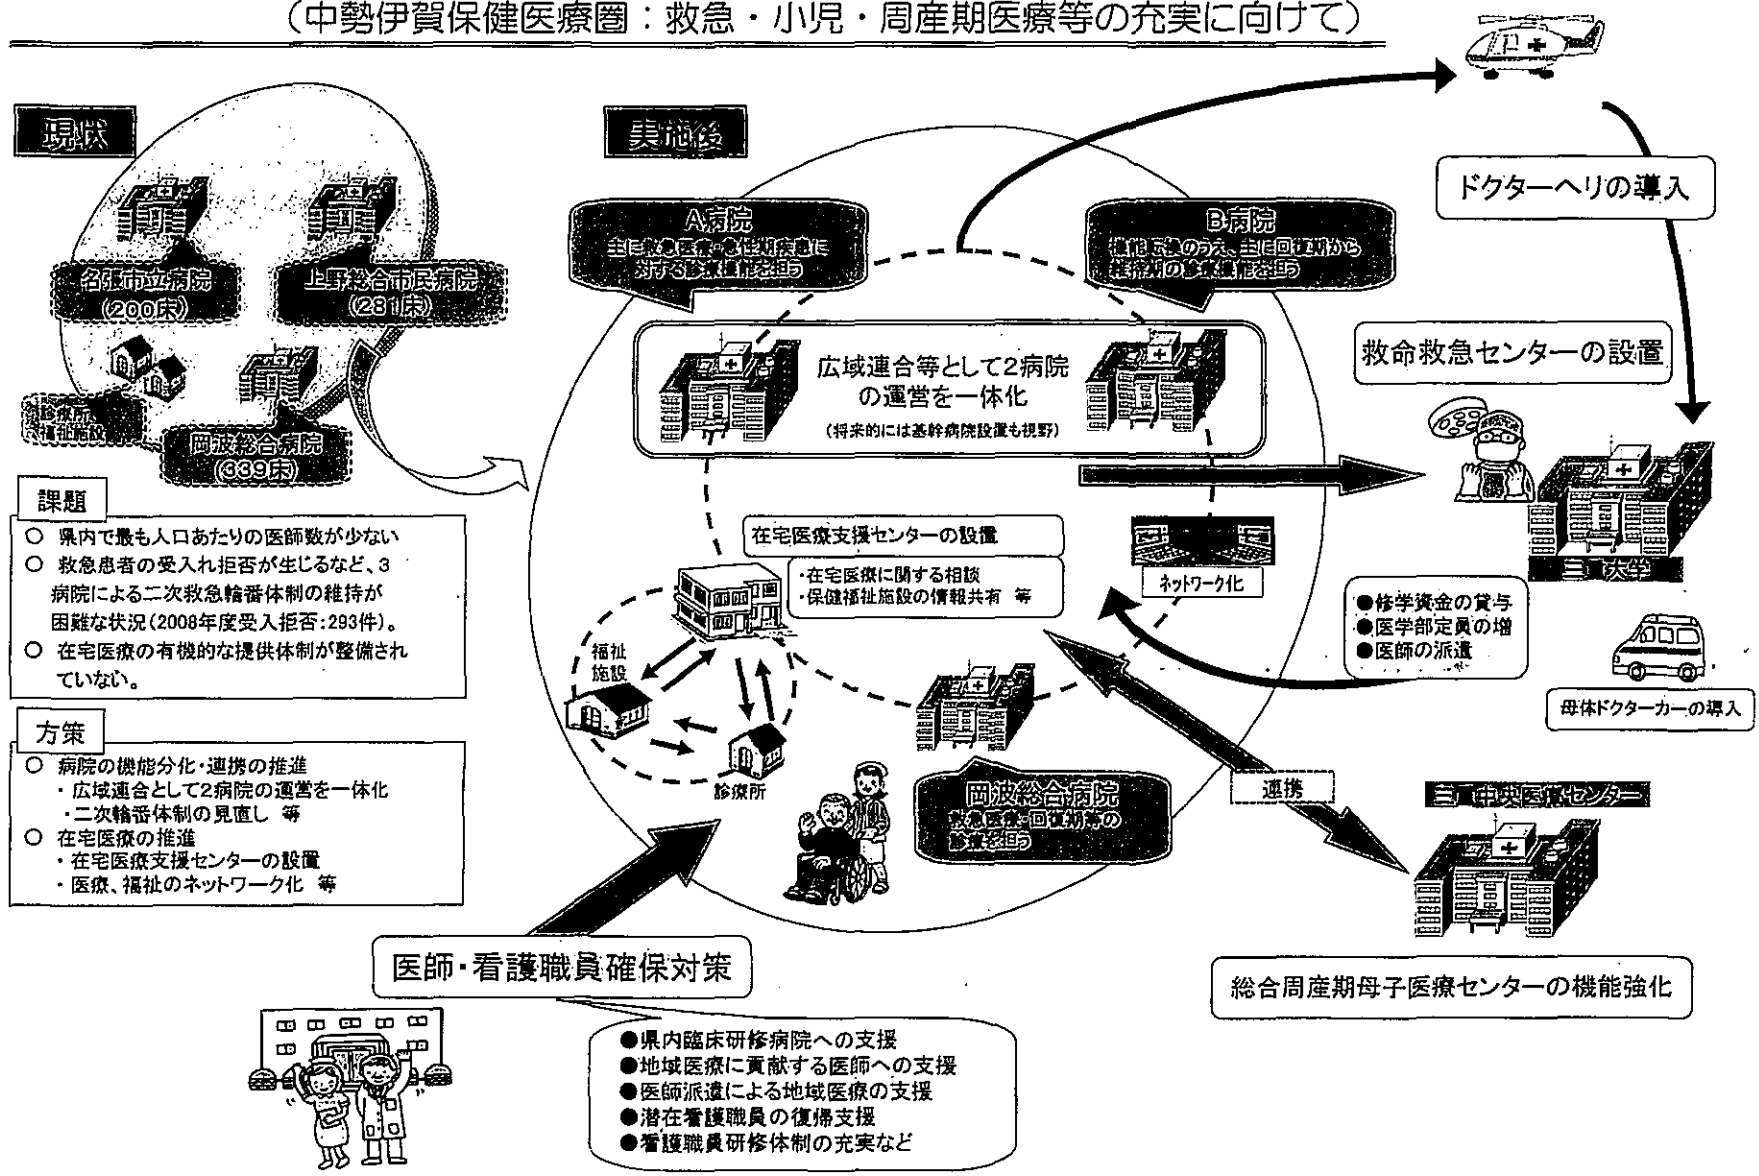 (中勢伊賀保健医療圏：救急・小児・周産期医療等の充実に向けて)
現状
名張市立病院
(200床)
上野総合市民病院
(281床)
診療所
福祉施設
岡波総合病院
(339床)
課題
○ 県内で最も人口あたりの医師数が少ない
○ 救急患者の受入れ拒否が生じるなど、3
病院による二次救急輪番体制の維持が
困難な状況(2008年度受入拒否:293件)。
○ 在宅医療の有機的な提供体制が整備され
ていない。
方策
○ 病院の機能分化・連携の推進
・広域連合として2病院の運営を一体化
・二次輪番体制の見直し 等
○ 在宅医療の推進
・在宅医療支援センターの設置
・医療、福祉のネットワーク化 等
実施後
A病院
主に救急医療・急性期疾患に
対する診療機能を担う
B病院
機能転換のうえ、主に回復期から
維持期の診療機能を担う
広域連合等として2病院
の運営を一体化
(将来的には基幹病院設置も視野)
在宅医療支援センターの設置
・在宅医療に関する相談
・保健福祉施設の情報共有 等
ネットワーク化
福祉
施設
診療所
岡波総合病院
救急医療・回復期等の
診療を担う
ドクターヘリの導入
救命救急センターの設置
三重大学
●修学資金の貸与
●医学部定員の増
●医師の派遣
母体ドクターカーの導入
連携
三重中央医療センター
総合周産期母子医療センターの機能強化
医師・看護職員確保対策
●県内臨床研修病院への支援
●地域医療に貢献する医師への支援
●医師派遣による地域医療の支援
●潜在看護職員の復帰支援
●看護職員研修体制の充実など